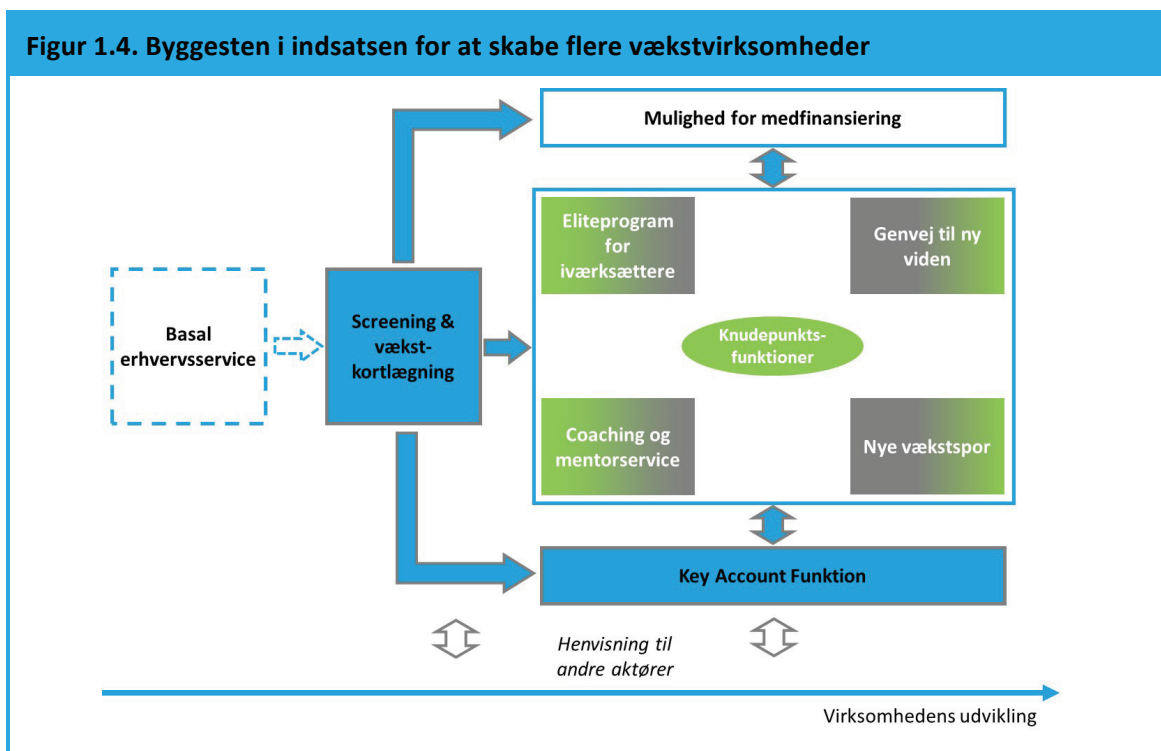 Figur 1.4. Byggesten i indsatsen for at skabe flere vækstvirksomheder
Mulighed for medfinansiering
Eliteprogram
for
iværksættere
Genvej til ny
viden
Basal
erhvervsservice
Screening &
vækst-
kortlægning
Knudepunkts-
funktioner
Coaching og
mentorservice
Nye vækstspor
Key Account Funktion
Henvisning til
andre aktører
Virksomhedens udvikling